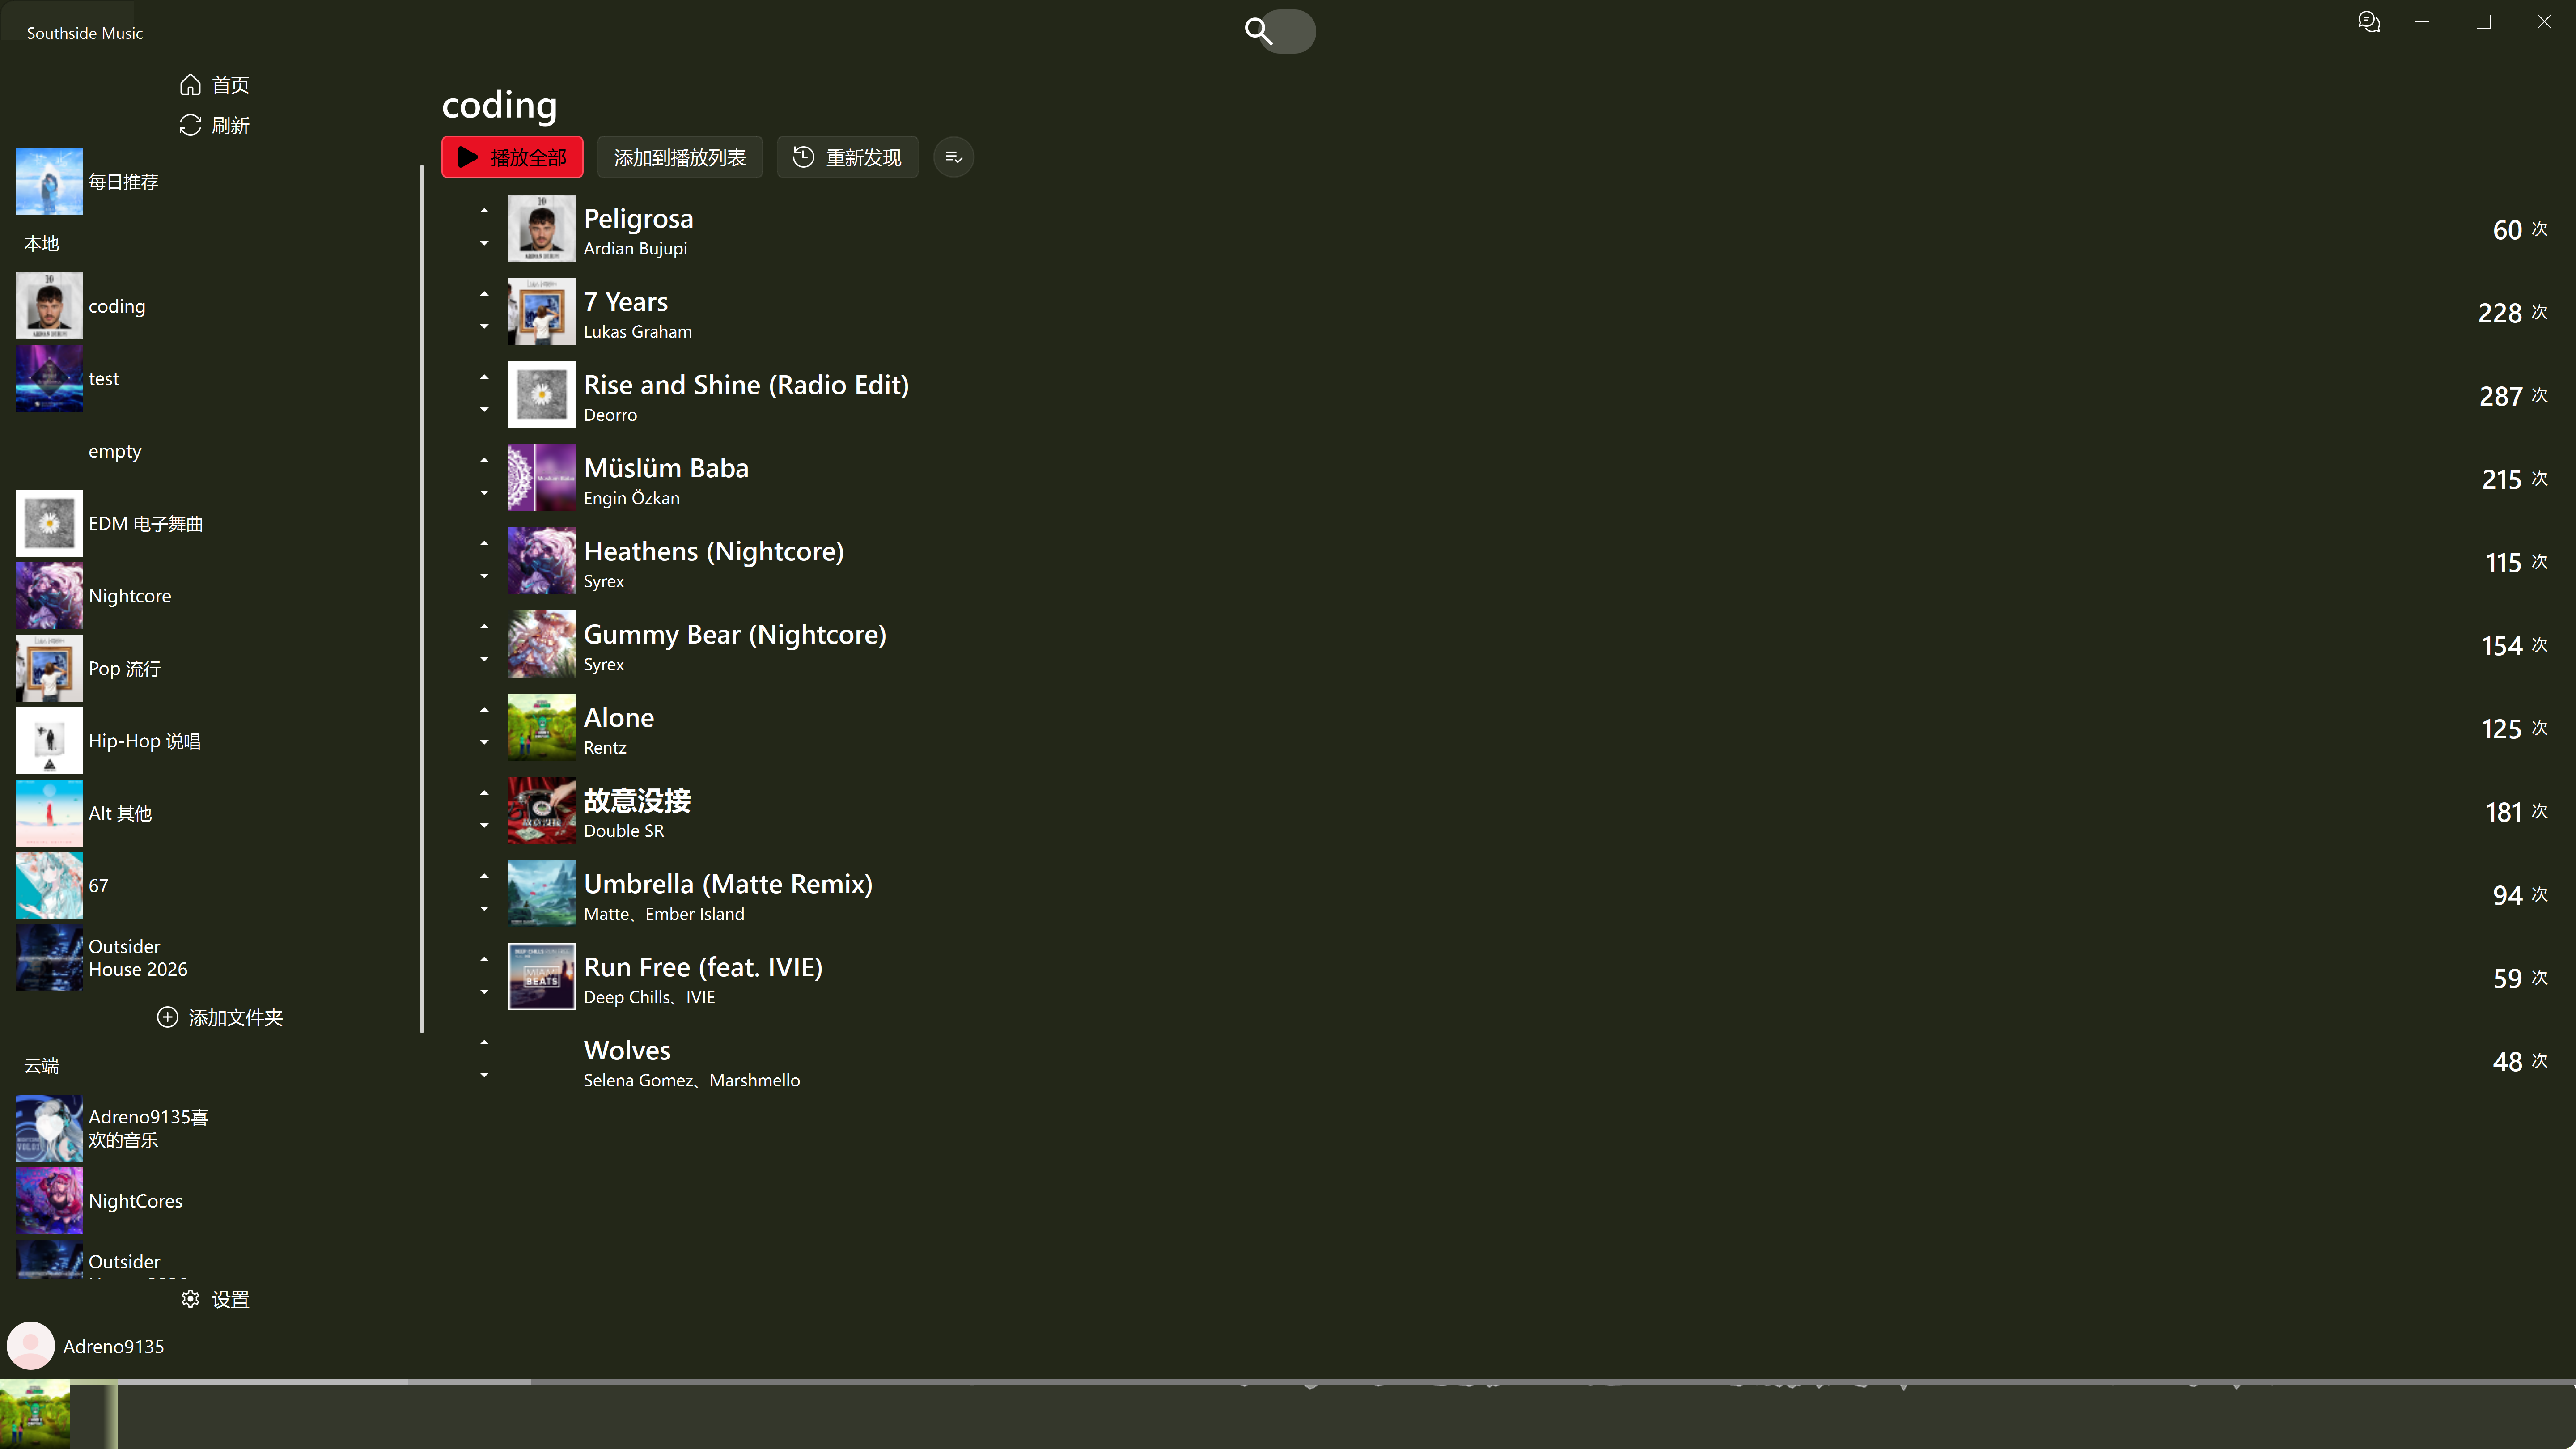 Southside Music
首页
刷新
每日推荐
本地
coding
test
empty
EDM 电子舞曲
Nightcore
Pop 流行
Hip-Hop 说唱
Alt 其他
67
Outsider
House 2026
添加文件夹
云端
Adreno9135喜
欢的音乐
NightCores
Outsider
设置
Adreno9135
coding
播放全部
添加到播放列表
重新发现
Peligrosa
Ardian Bujupi
60 次
7 Years
Lukas Graham
228 次
Rise and Shine (Radio Edit)
Deorro
287 次
Müslüm Baba
Engin Özkan
215 次
Heathens (Nightcore)
Syrex
115 次
Gummy Bear (Nightcore)
Syrex
154 次
Alone
Rentz
125 次
故意没接
Double SR
181 次
Umbrella (Matte Remix)
Matte、Ember Island
94 次
Run Free (feat. IVIE)
Deep Chills、IVIE
59 次
Wolves
Selena Gomez、Marshmello
48 次